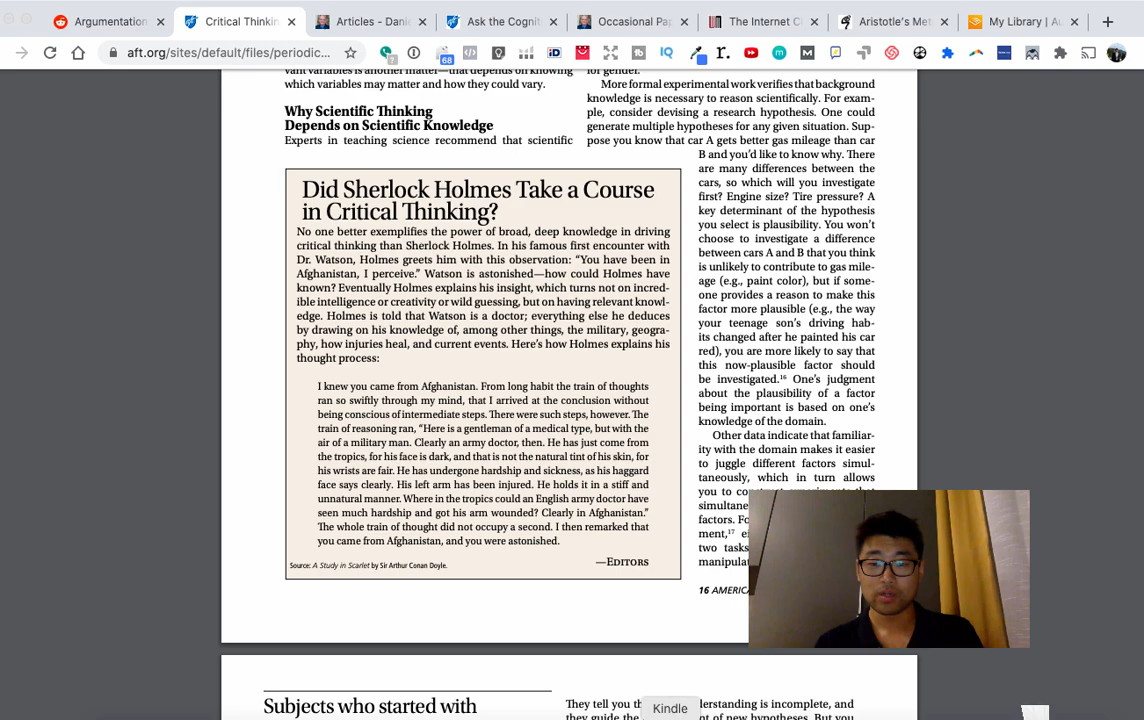 Argumentation
Critical Thinkin
Articles - Dani
Ask the Cogniti
Occasional Pa
The Internet C
Aristotle's Met
My Library | A
aft.org/sites/default/files/periodic...
68
vant variables is another matter—that depends on knowing
which variables may matter and how they could vary.
Why Scientific Thinking
Depends on Scientific Knowledge
Experts in teaching science recommend that scientific
Did Sherlock Holmes Take a Course
in Critical Thinking?
No one better exemplifies the power of broad, deep knowledge in driving
critical thinking than Sherlock Holmes. In his famous first encounter with
Dr. Watson, Holmes greets him with this observation: “You have been in
Afghanistan, I perceive.” Watson is astonished—how could Holmes have
known? Eventually Holmes explains his insight, which turns not on incred-
ible intelligence or creativity or wild guessing, but on having relevant knowl-
edge. Holmes is told that Watson is a doctor; everything else he deduces
by drawing on his knowledge of, among other things, the military, geogra-
phy, how injuries heal, and current events. Here’s how Holmes explains his
thought process:
I knew you came from Afghanistan. From long habit the train of thoughts
ran so swiftly through my mind, that I arrived at the conclusion without
being conscious of intermediate steps. There were such steps, however. The
train of reasoning ran, “Here is a gentleman of a medical type, but with the
air of a military man. Clearly an army doctor, then. He has just come from
the tropics, for his face is dark, and that is not the natural tint of his skin, for
his wrists are fair. He has undergone hardship and sickness, as his haggard
face says clearly. His left arm has been injured. He holds it in a stiff and
unnatural manner. Where in the tropics could an English army doctor have
seen much hardship and got his arm wounded? Clearly in Afghanistan.”
The whole train of thought did not occupy a second. I then remarked that
you came from Afghanistan, and you were astonished.
—EDITORS
Source: A Study in Scarlet by Sir Arthur Conan Doyle.
for gender.
More formal experimental work verifies that background
knowledge is necessary to reason scientifically. For exam-
ple, consider devising a research hypothesis. One could
generate multiple hypotheses for any given situation. Sup-
pose you know that car A gets better gas mileage than car
B and you’d like to know why. There
are many differences between the
cars, so which will you investigate
first? Engine size? Tire pressure? A
key determinant of the hypothesis
you select is plausibility. You won’t
choose to investigate a difference
between cars A and B that you think
is unlikely to contribute to gas mile-
age (e.g., paint color), but if some-
one provides a reason to make this
factor more plausible (e.g., the way
your teenage son’s driving hab-
its changed after he painted his car
red), you are more likely to say that
this now-plausible factor should
be investigated.16 One’s judgment
about the plausibility of a factor
being important is based on one’s
knowledge of the domain.
Other data indicate that familiar-
ity with the domain makes it easier
to juggle different factors simul-
taneously, which in turn allows
you to
simultane
factors. Fo
ment,17
two tasks
manipula
16 AMERICA
Subjects who started with
They tell you th
derstanding is incomplete, and
they guide the
ot of new hypotheses. But you
Kindle